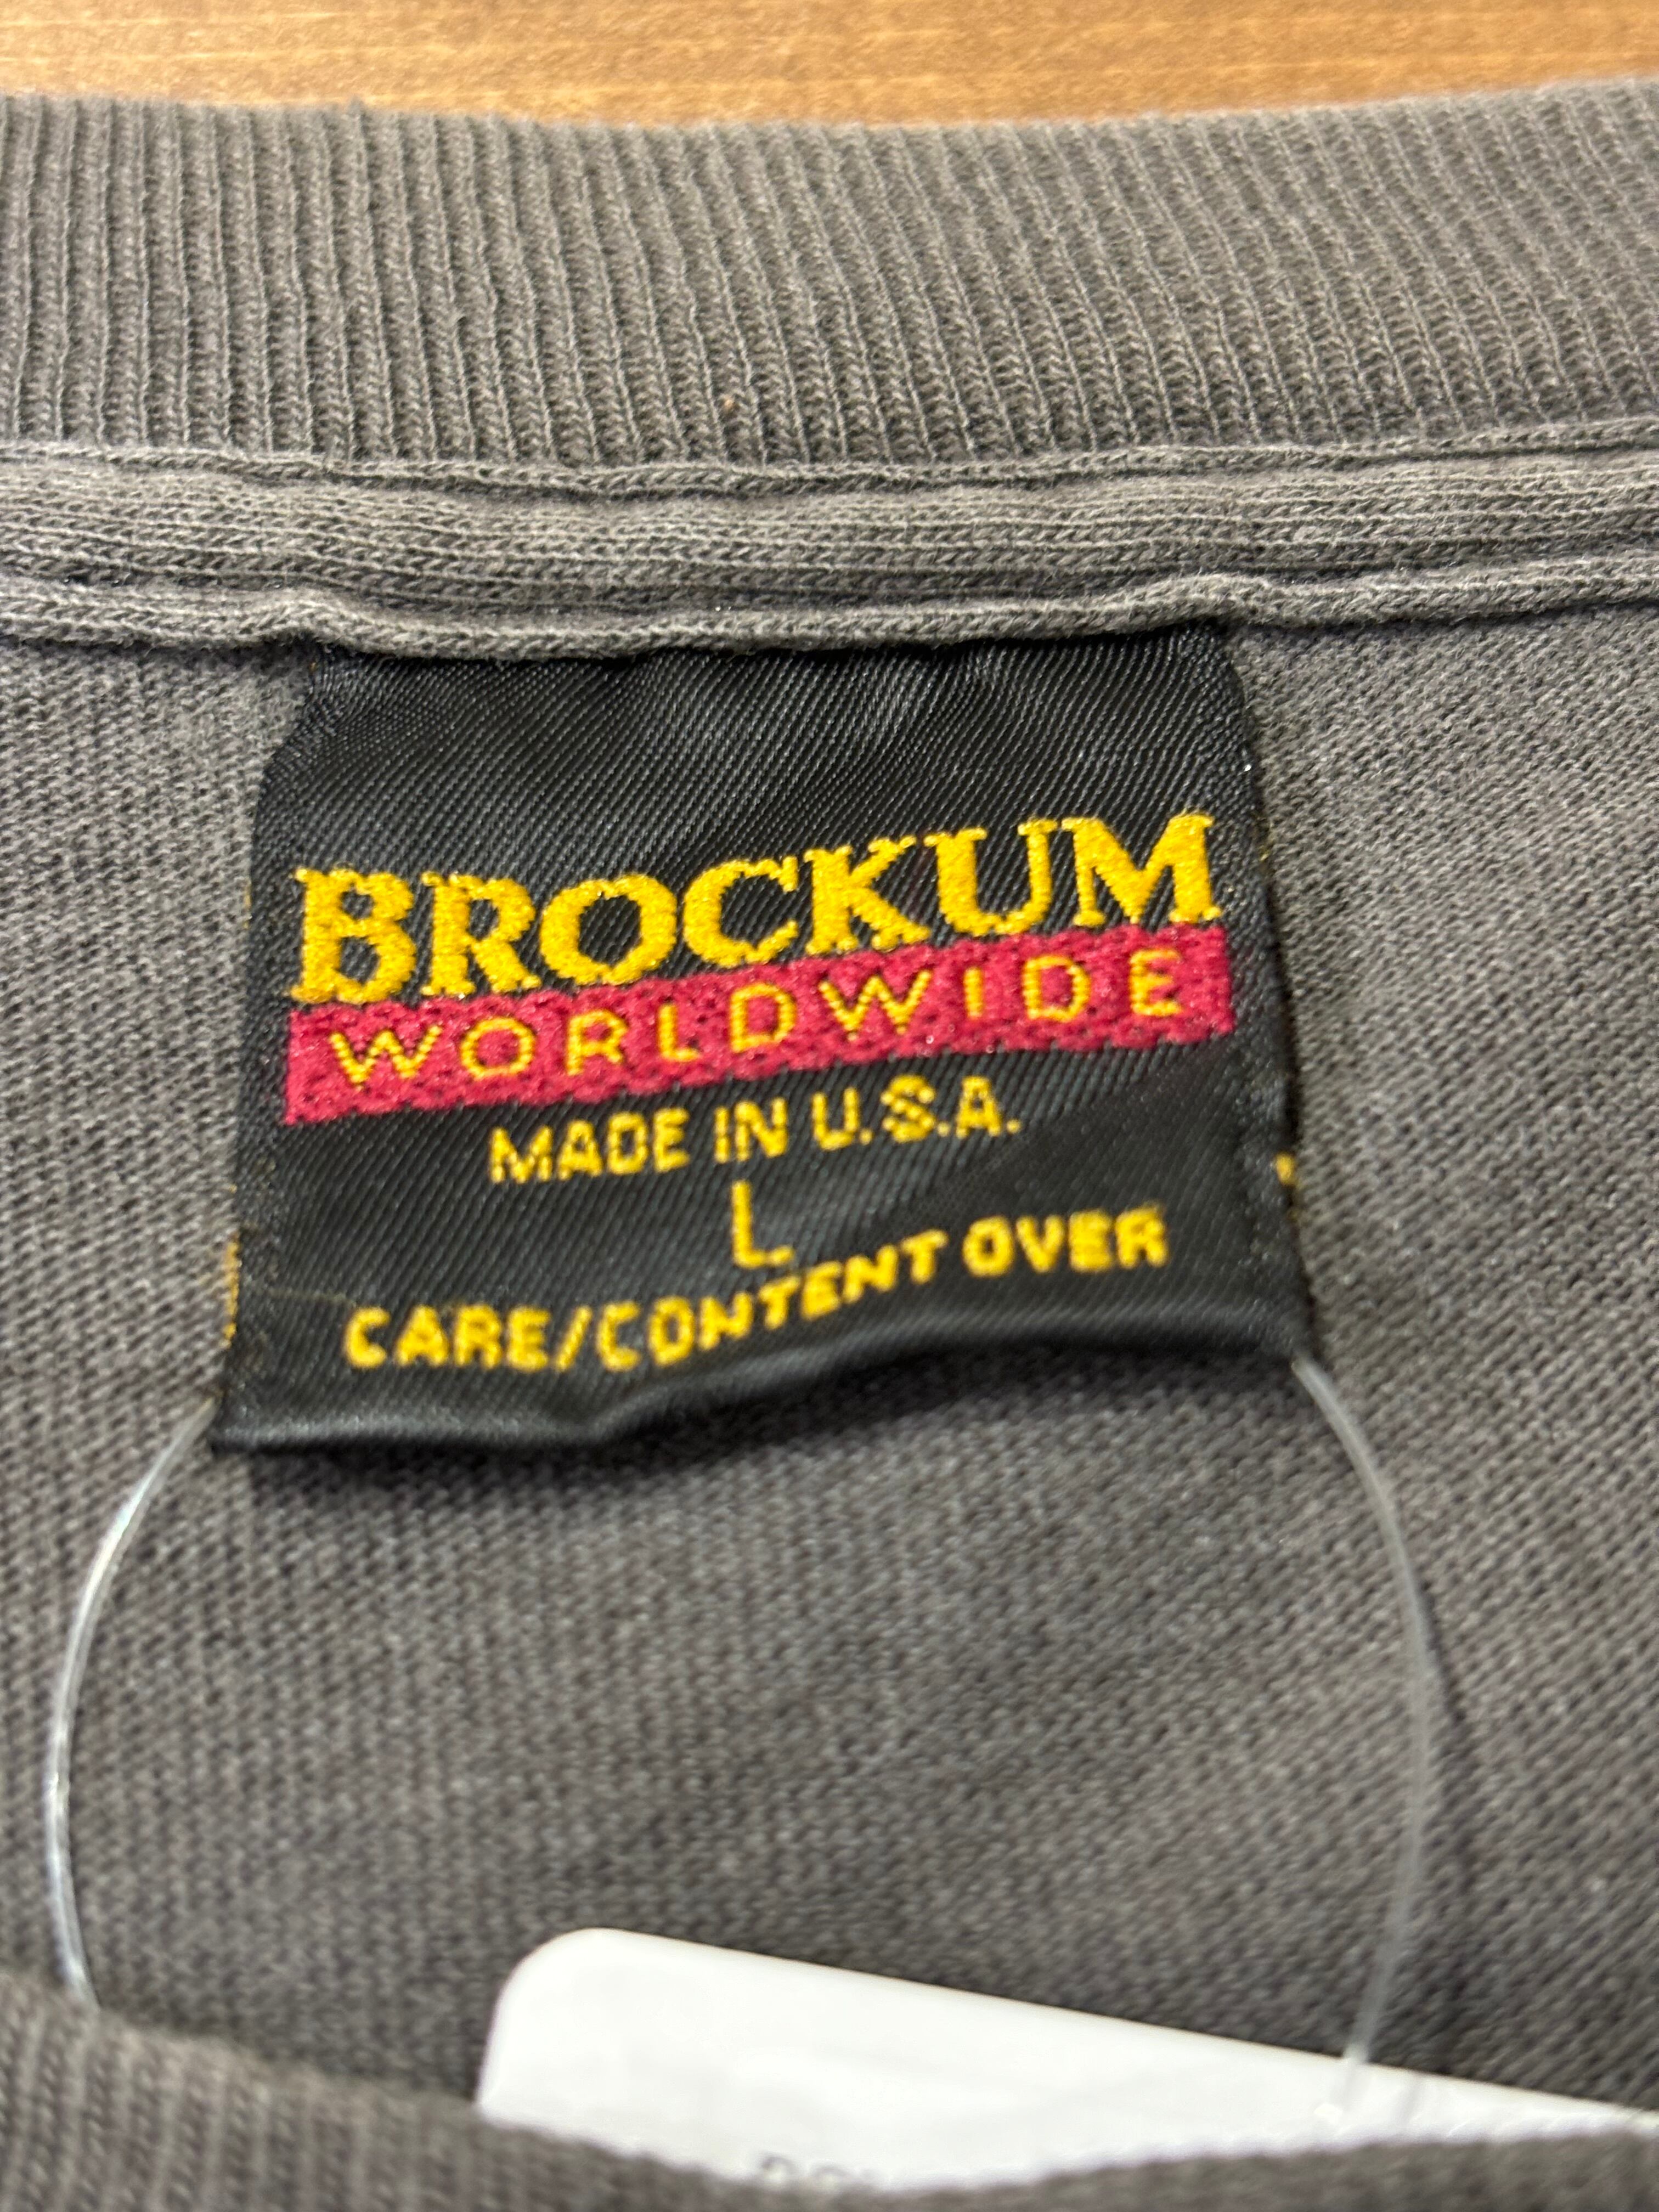 BROCKUM
WORLDWIDE
MADE IN U.S.A.
L
CARE/CONTENT OVER